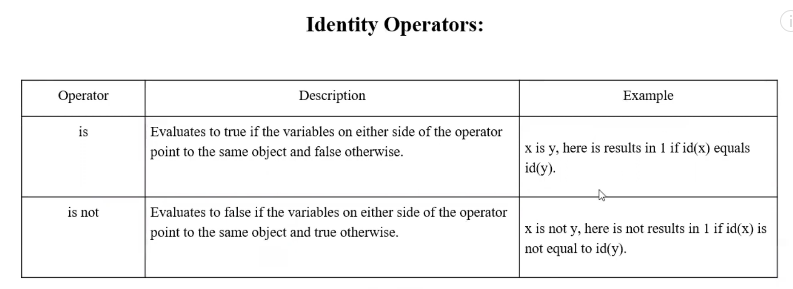 Identity Operators:
i
Operator
Description
Example
is
Evaluates to true if the variables on either side of the operator
point to the same object and false otherwise.
x is y, here is results in 1 if id(x) equals
id(y).
is not
Evaluates to false if the variables on either side of the operator
point to the same object and true otherwise.
x is not y, here is not results in 1 if id(x) is
not equal to id(y).